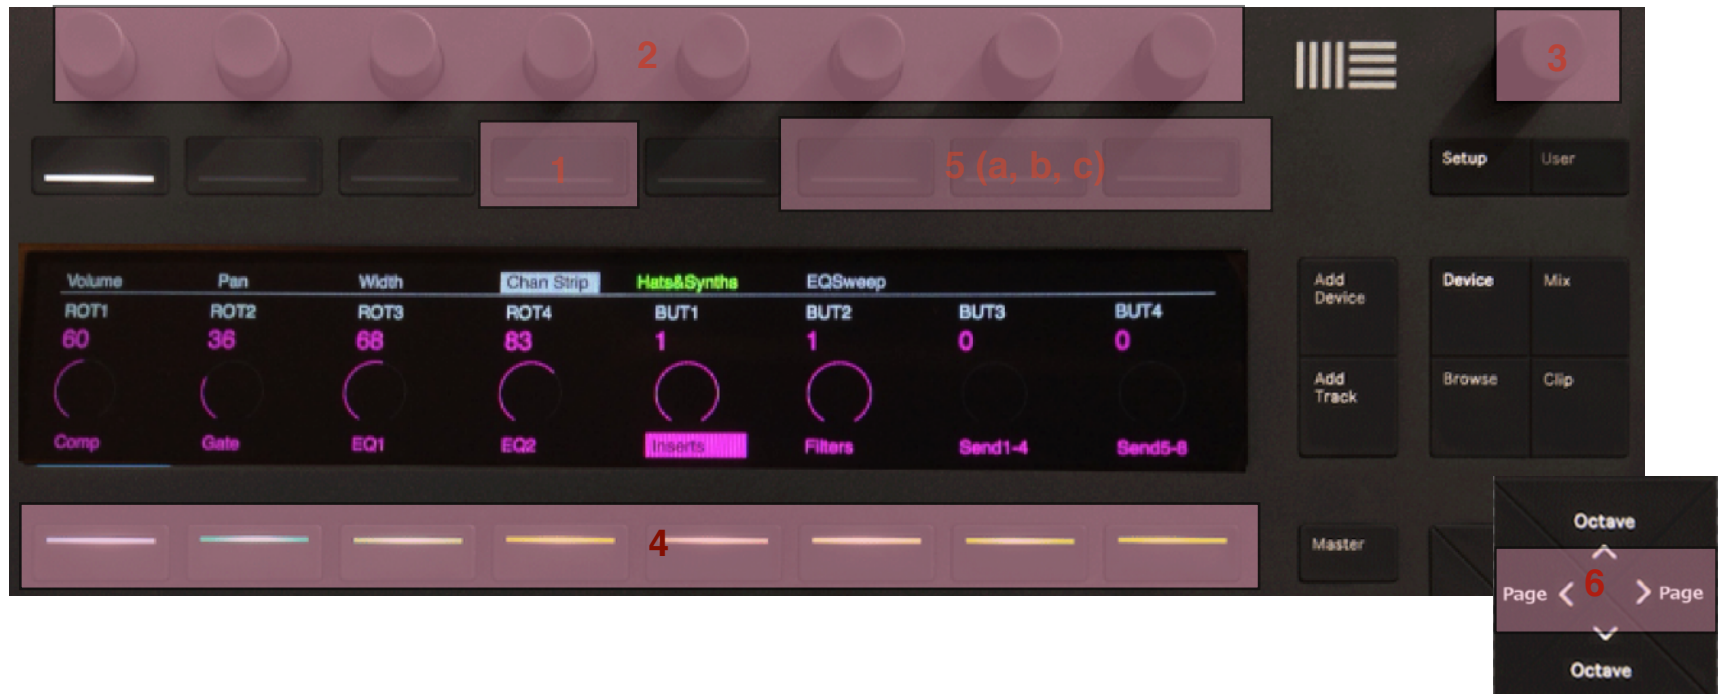 2
3
1
5 (a, b, c)
Setup User
Volume Pan Width Chan Strip Hats&Synths EQSweep
ROT1 ROT2 ROT3 ROT4 BUT1 BUT2 BUT3 BUT4
60 36 68 83 1 1 0 0
Comp Gate EQ1 EQ2 Inserts Filters Send1-4 Send5-8
Add
Device
Device Mix
Add
Track
Browse Clip
4
Master
Octave
Page < 6 > Page
Octave